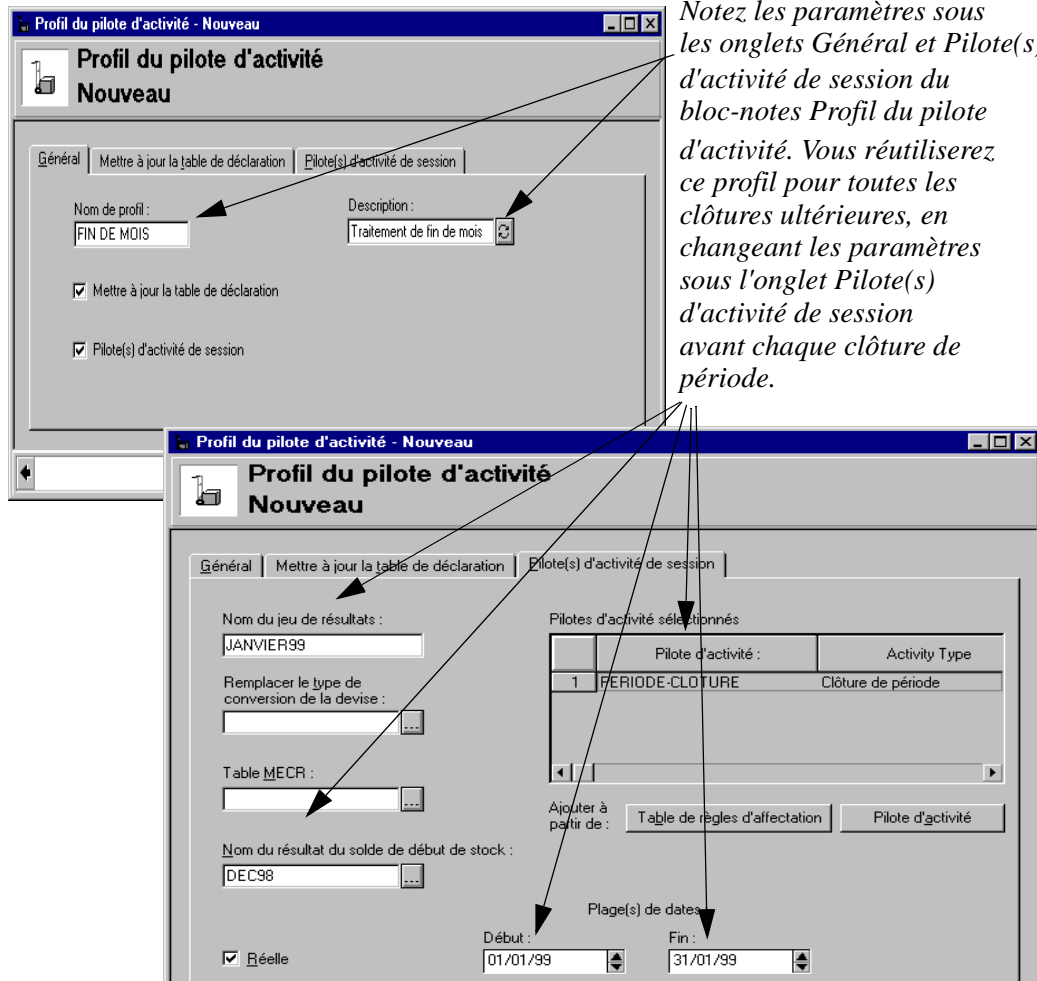 Profil du pilote d'activité - Nouveau
Profil du pilote d'activité
Nouveau
Général
Mettre à jour la table de déclaration
Pilote(s) d'activité de session
Nom de profil :
FIN DE MOIS
Description :
Traitement de fin de mois
Mettre à jour la table de déclaration
Pilote(s) d'activité de session
Notez les paramètres sous
les onglets Général et Pilote(s)
d'activité de session du
bloc-notes Profil du pilote
d'activité. Vous réutiliserez
ce profil pour toutes les
clôtures ultérieures, en
changeant les paramètres
sous l'onglet Pilote(s)
d'activité de session
avant chaque clôture de
période.
Profil du pilote d'activité - Nouveau
Profil du pilote d'activité
Nouveau
Général
Mettre à jour la table de déclaration
Pilote(s) d'activité de session
Nom du jeu de résultats :
JANVIER99
Remplacer le type de
conversion de la devise :
...
Table MECR :
...
Nom du résultat du solde de début de stock :
DEC98
...
Réelle
Pilotes d'activité sélectionnés
Pilote d'activité :
Activity Type
1
PERIODE-CLOTURE
Clôture de période
Ajouter à
partir de :
Table de règles d'affectation
Pilote d'activité
Plage(s) de dates
Début :
01/01/99
Fin :
31/01/99